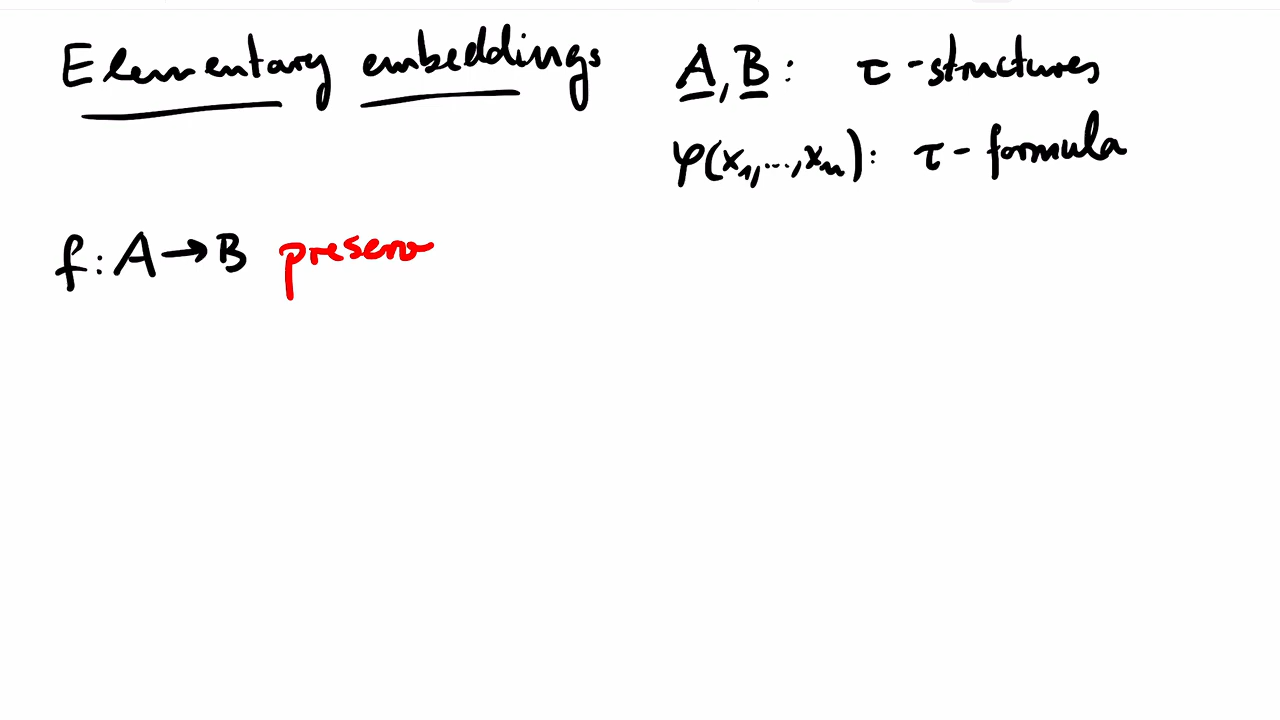 Elementary embeddings
A, B : τ-structures
φ(x₁,...,xₙ): τ-formula
f: A→B preserv